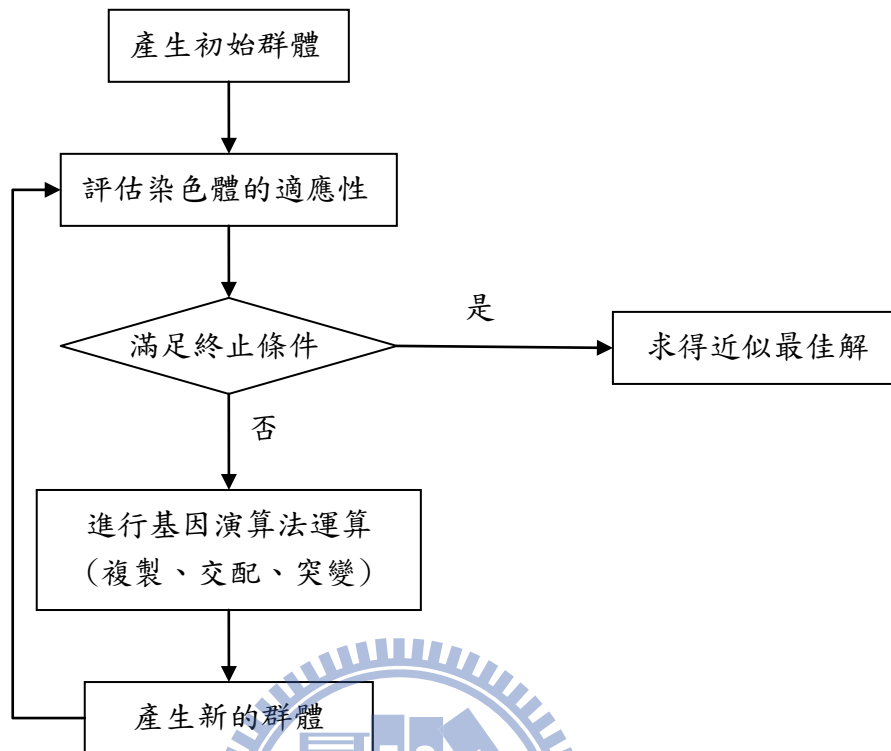 產生初始群體
評估染色體的適應性
滿足終止條件
是
求得近似最佳解
否
進行基因演算法運算
(複製、交配、突變)
產生新的群體